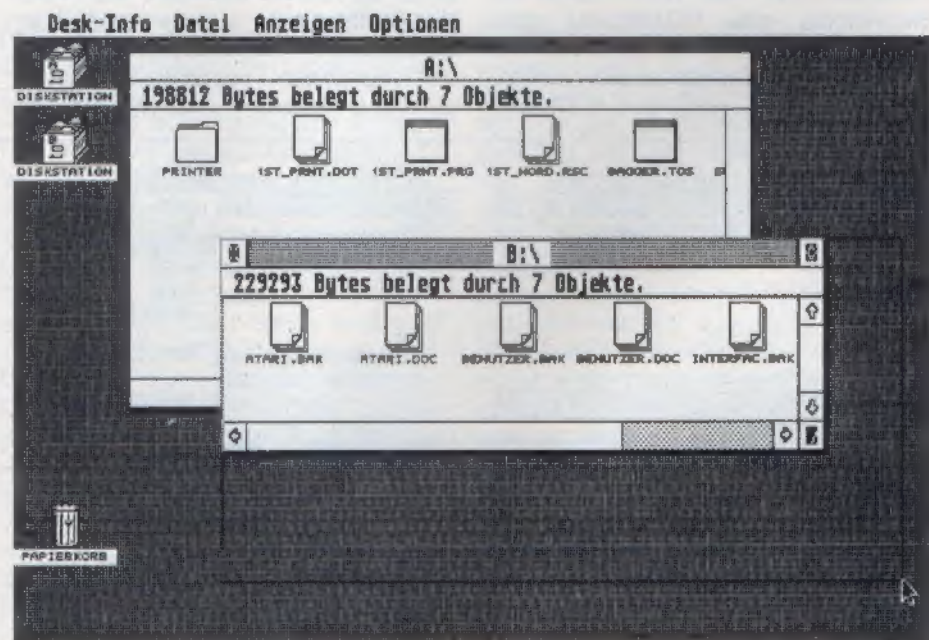 Desk-Info Datei Anzeigen Optionen
A:\
DISKSTATION
198812 Bytes belegt durch 7 Objekte.
DISKSTATION
PRINTER 1ST_PRNT.DOT 1ST_PRNT.PRG 1ST_WORD.RSC BAGGER.TOS
B:\
229293 Bytes belegt durch 7 Objekte.
ATARI.BAK ATARI.DOC BENUTZER.BAK BENUTZER.DOC INTERFAC.BAK
PAPIERKORB